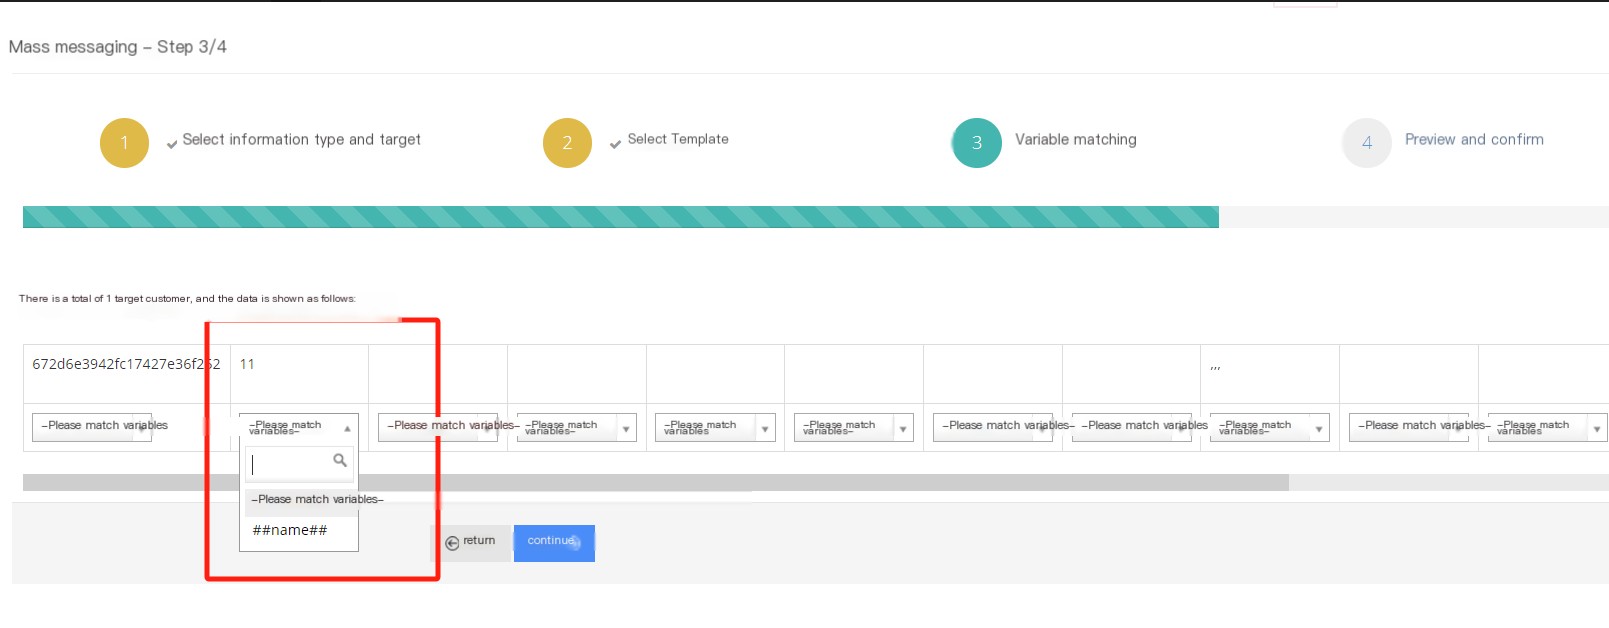 Mass messaging – Step 3/4
1 Select information type and target
2 Select Template
3 Variable matching
4 Preview and confirm
There is a total of 1 target customer, and the data is shown as follows:
672d6e3942fc17427e36f252
11
,,,
–Please match variables
–Please match
variables–
–Please match variables–
–Please match
variables–
–Please match
variables
–Please match
variables–
–Please match variables–
–Please match variables
–Please match
variables–
–Please match variables–
–Please match
variables
–Please match variables–
##name##
return
continue